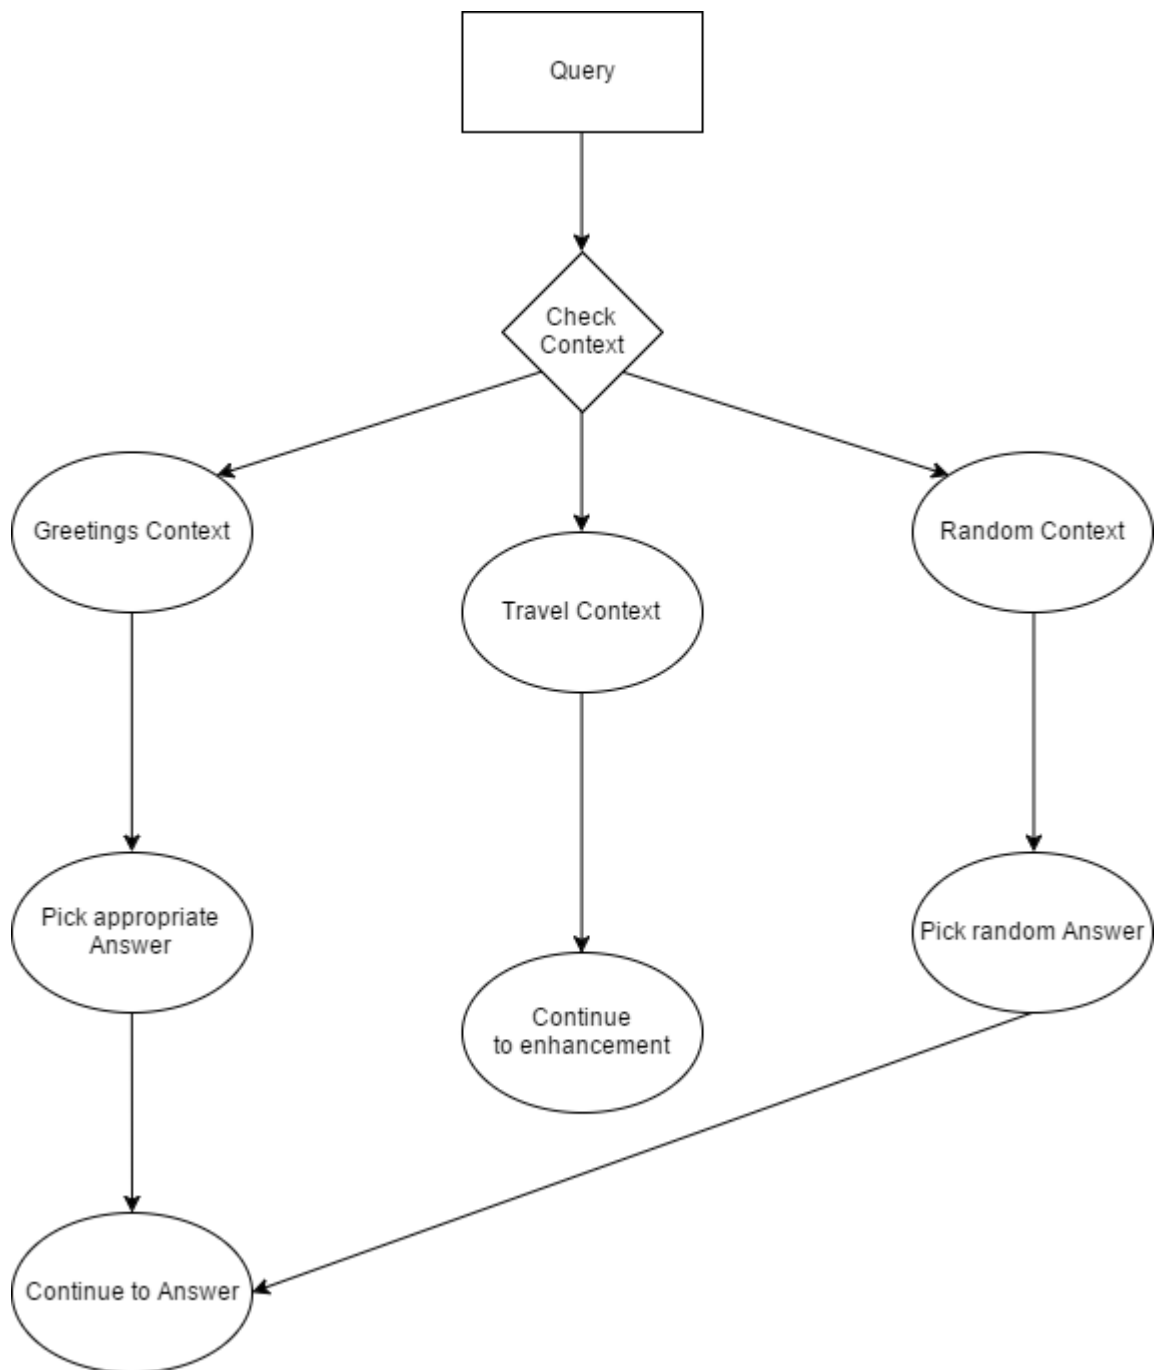 Query
Check
Context
Greetings Context
Random Context
Travel Context
Pick appropriate
Answer
Pick random Answer
Continue
to enhancement
Continue to Answer